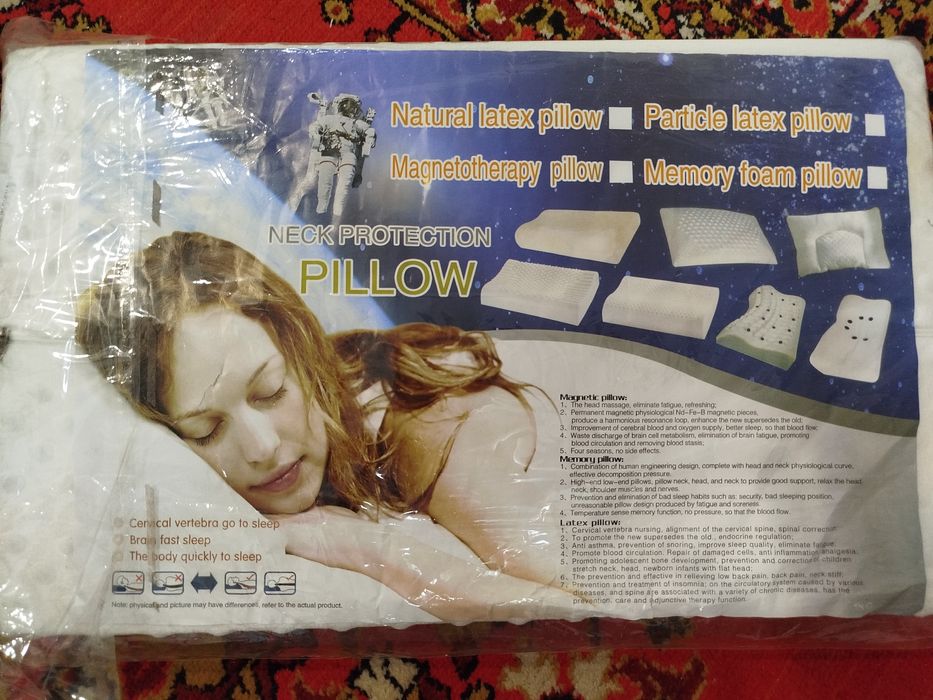 Natural latex pillow
Particle latex pillow
Magnetotherapy pillow
Memory foam pillow
NECK PROTECTION
PILLOW
Magnetic pillow:
1、The head massage, eliminate fatigue, refreshing;
2、Permanent magnetic physiological Nd-Fe-B magnetic pieces,
produce a harmonious resonance loop, enhance the new supersedes the old;
3、Improvement of cerebral blood and oxygen supply, better sleep, so that blood flow;
4、Waste discharge of brain cell metabolism, elimination of brain fatigue, promoting
blood circulation and removing blood stasis;
5、Four seasons, no side effects.
Memory pillow:
1、Combination of human engineering design, complete with head and neck physiological curve,
effective decomposition pressure.
2、High-end low-end pillows, pillow neck, head, and neck to provide good support, relax the head
neck, shoulder muscles and nerves.
3、Prevention and elimination of bad sleep habits such as: security, bad sleeping position,
unreasonable pillow design produced by fatigue and soreness.
4、Temperature sense memory function, no pressure, so that the blood flow.
Latex pillow:
1、Cervical vertebra nursing, alignment of the cervical spine, spinal correction
2、To promote the new supersedes the old, endocrine regulation;
3、Anti asthma, prevention of snoring, improve sleep quality, eliminate fatigue
4、Promote blood circulation. Repair of damaged cells, anti inflammation analgesia;
5、Promoting adolescent bone development, prevention and correction of children
stretch neck, head, newborn infants with flat head;
6、The prevention and effective in relieving low back pain, back pain, neck stiff;
7、Prevention and treatment of insomnia; on the circulatory system caused by various
diseases, and spine are associated with a variety of chronic diseases, has the
prevention, care and adjunctive therapy function.
Cervical vertebra go to sleep
Brain fast sleep
The body quickly to sleep
Note: physical and picture may have differences, refer to the actual product.